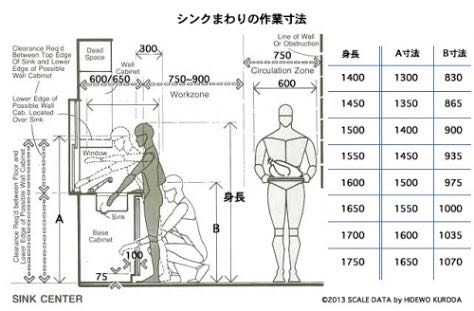 シンクまわりの作業寸法
Clearance Req'd
Between Top Edge
Of Sink and Lower
Edge of Possible
Wall Cabinet
Lower Edge of
Possible Wall
Cab. Located
Over Sink
Clearance Req'd between Floor and
Lower Edge of Possible Wall Cabinet
Dead
Space
Wall
Cabinet
300
600/650
750~900
Workzone
Line of Wall
Or Obstruction
750
Circulation Zone
600
Window
Sink
Base
Cabinet
A
B
身長
100
75
身長 A寸法 B寸法
1400 1300 830
1450 1350 865
1500 1400 900
1550 1450 935
1600 1500 975
1650 1550 1000
1700 1600 1035
1750 1650 1070
SINK CENTER
©2013 SCALE DATA by HIDEWO KURODA